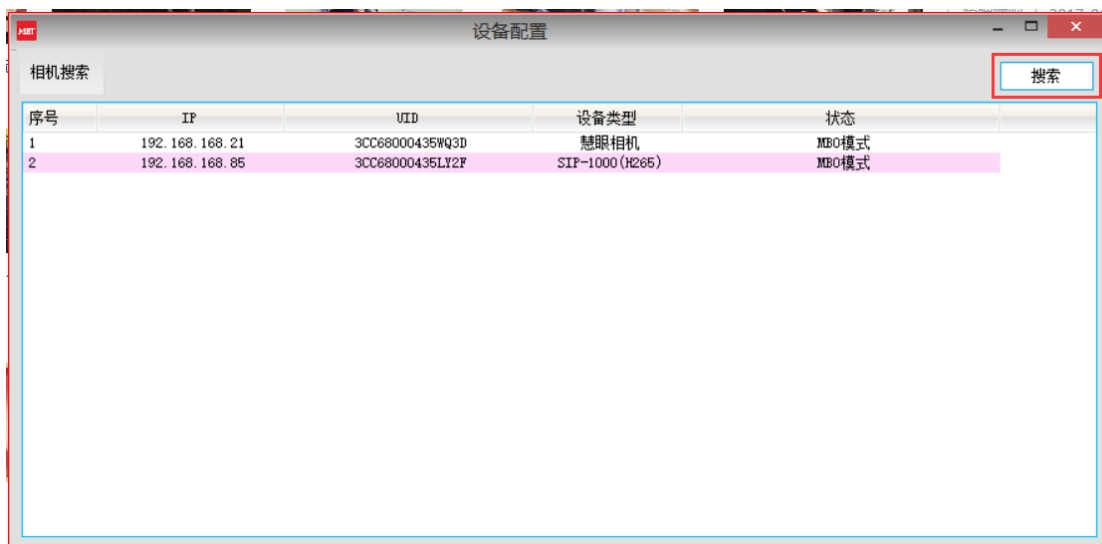 MBT
设备配置
相机搜索
搜索
序号 IP UID 设备类型 状态
1 192.168.168.21 3CC68000435WQ3D 慧眼相机 MBO模式
2 192.168.168.85 3CC68000435LY2F SIP-1000(H265) MBO模式